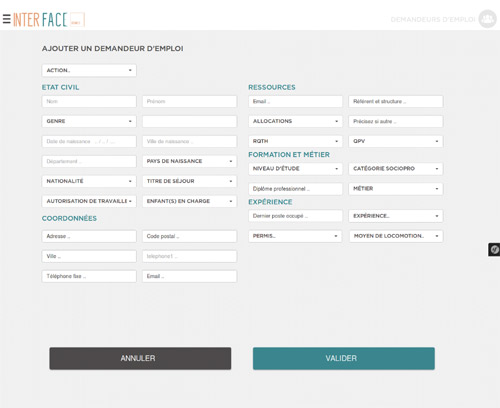 INTERFACE
DEMANDEURS D'EMPLOI
AJOUTER UN DEMANDEUR D'EMPLOI
ACTION..
ETAT CIVIL
Nom
Prénom
GENRE
Date de naissance .. / .. / ...
Ville de naissance ..
Département ..
PAYS DE NAISSANCE
NATIONALITÉ
TITRE DE SEJOUR
AUTORISATION DE TRAVAILLE
ENFANT(S) EN CHARGE
COORDONNÉES
Adresse ..
Code postal ..
Ville ..
Téléphone fixe ..
Email ..
RESSOURCES
Email ..
Référent et structure ..
ALLOCATIONS
Précisez si autre ..
RQTH
QPV
FORMATION ET MÉTIER
NIVEAU D'ÉTUDE
CATÉGORIE SOCIOPRO
Diplôme professionnel ..
MÉTIER
EXPÉRIENCE
Dernier poste occupé ..
EXPÉRIENCE..
PERMIS..
MOYEN DE LOCOMOTION..
ANNULER
VALIDER